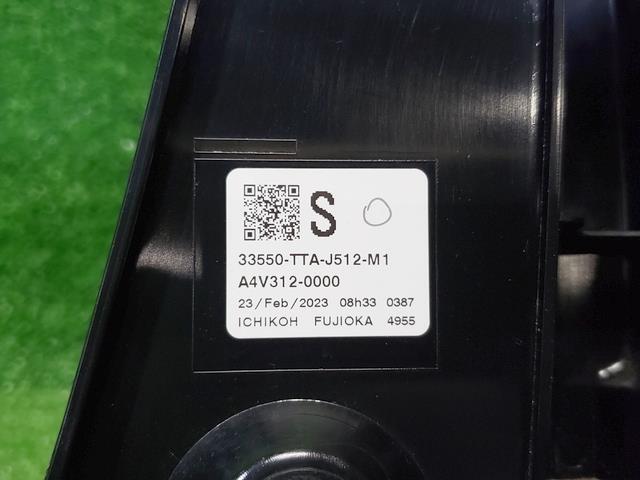 S
33550-TTA-J512-M1
A4V312-0000
23/Feb/2023 08h33 0387
ICHIKOH FUJIOKA 4955